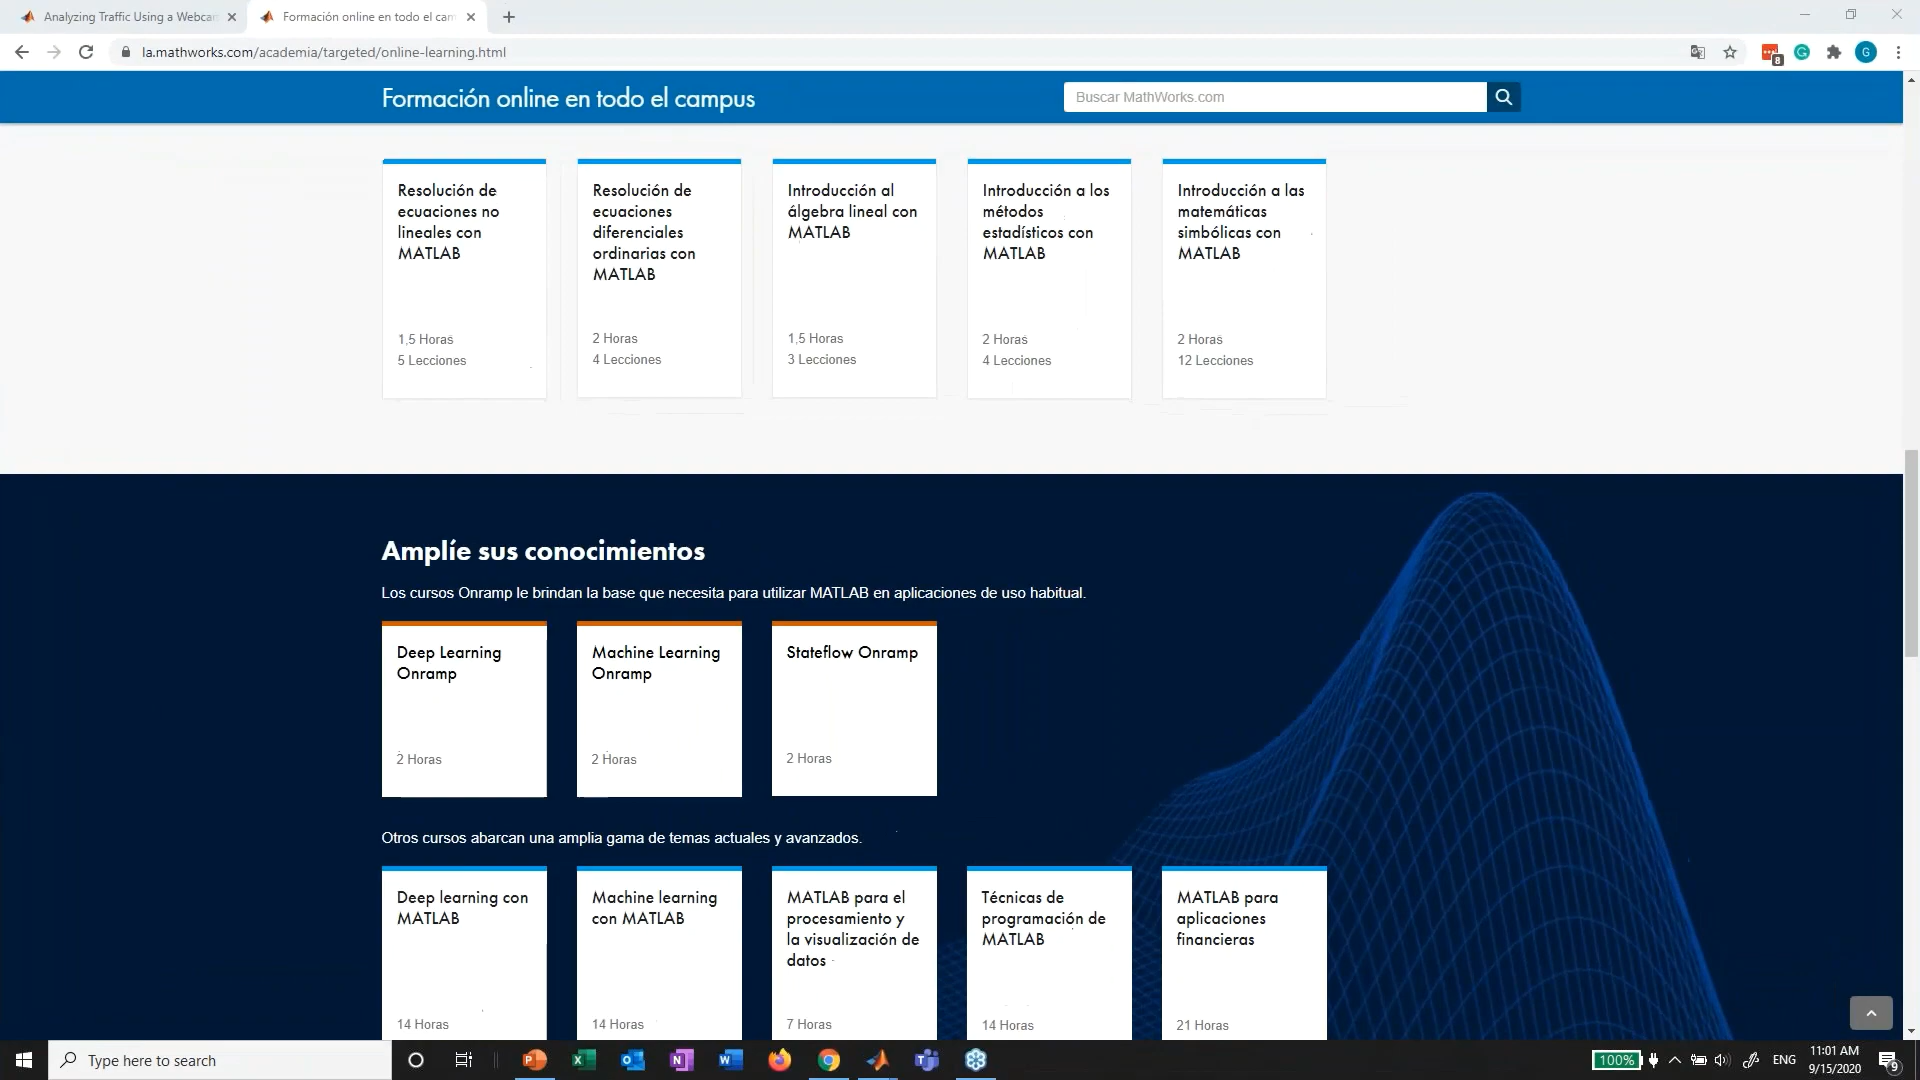 Analyzing Traffic Using a Webcam
Formación online en todo el cam
la.mathworks.com/academia/targeted/online-learning.html
8
G
Formación online en todo el campus
Buscar MathWorks.com
Resolución de
ecuaciones no
lineales con
MATLAB
1,5 Horas
5 Lecciones
Resolución de
ecuaciones
diferenciales
ordinarias con
MATLAB
2 Horas
4 Lecciones
Introducción al
álgebra lineal con
MATLAB
1,5 Horas
3 Lecciones
Introducción a los
métodos
estadísticos con
MATLAB
2 Horas
4 Lecciones
Introducción a las
matemáticas
simbólicas con
MATLAB
2 Horas
12 Lecciones
Amplíe sus conocimientos
Los cursos Onramp le brindan la base que necesita para utilizar MATLAB en aplicaciones de uso habitual.
Deep Learning
Onramp
2 Horas
Machine Learning
Onramp
2 Horas
Stateflow Onramp
2 Horas
Otros cursos abarcan una amplia gama de temas actuales y avanzados.
Deep learning con
MATLAB
14 Horas
Machine learning
con MATLAB
14 Horas
MATLAB para el
procesamiento y
la visualización de
datos
7 Horas
Técnicas de
programación de
MATLAB
14 Horas
MATLAB para
aplicaciones
financieras
21 Horas
Type here to search
100%
ENG
11:01 AM
9/15/2020
9